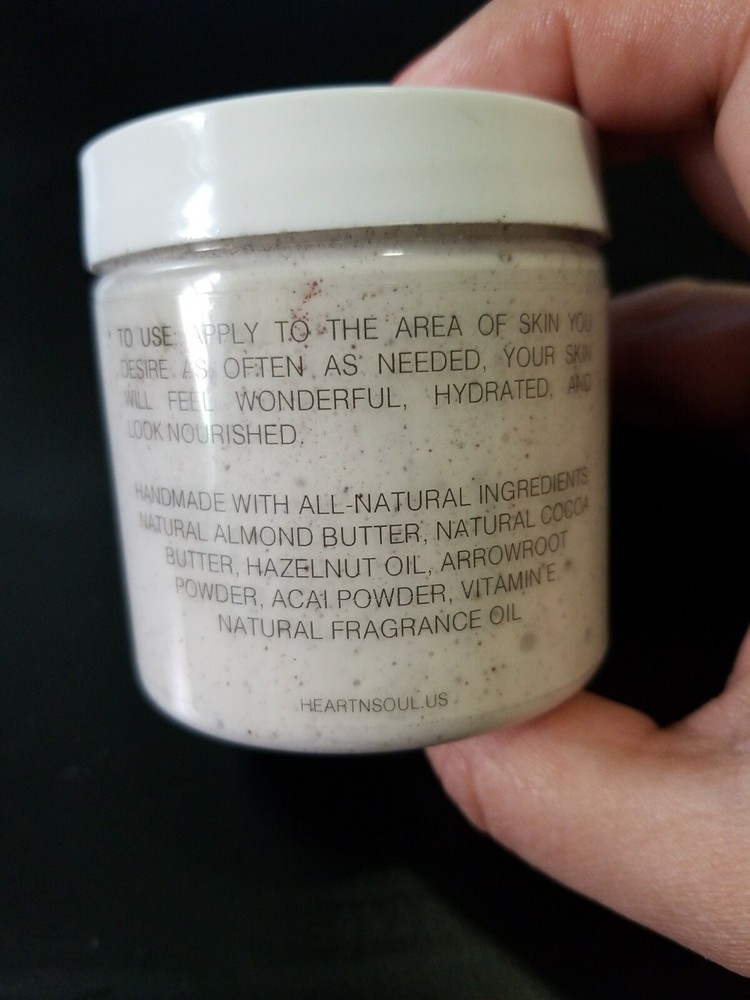 TO USE: APPLY TO THE AREA OF SKIN YOU
DESIRE AS OFTEN AS NEEDED, YOUR SKIN
WILL FEEL WONDERFUL, HYDRATED, AND
LOOK NOURISHED.
HANDMADE WITH ALL-NATURAL INGREDIENTS
NATURAL ALMOND BUTTER, NATURAL COCOA
BUTTER, HAZELNUT OIL, ARROWROOT
POWDER, ACAI POWDER, VITAMIN E,
NATURAL FRAGRANCE OIL
HEARTNSOUL.US